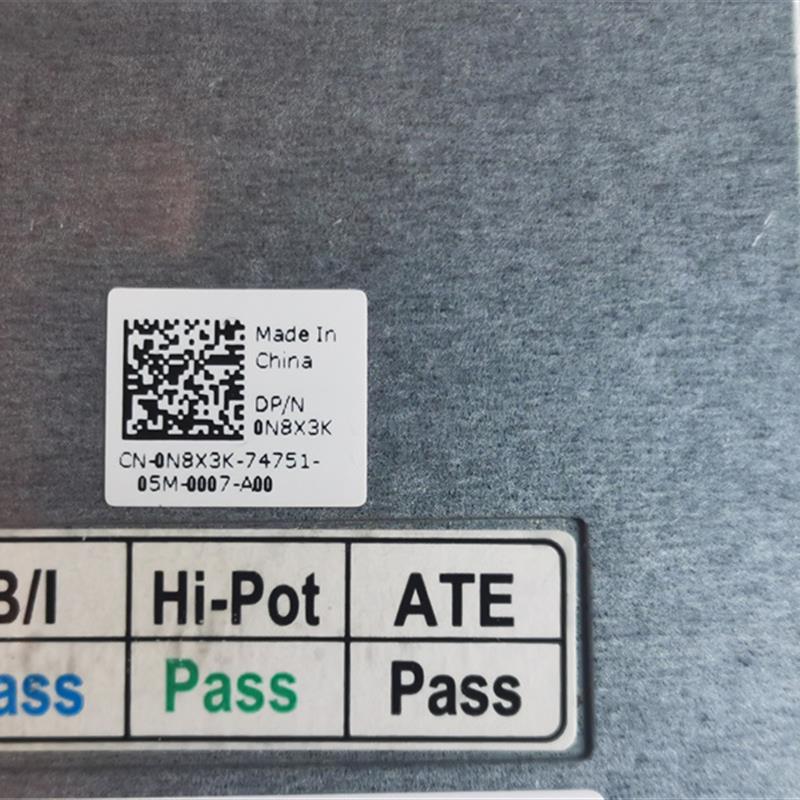 Made In
China
DP/N
0N8X3K
CN-0N8X3K-74751-
05M-0007-A00
B/I Hi-Pot ATE
ass Pass Pass